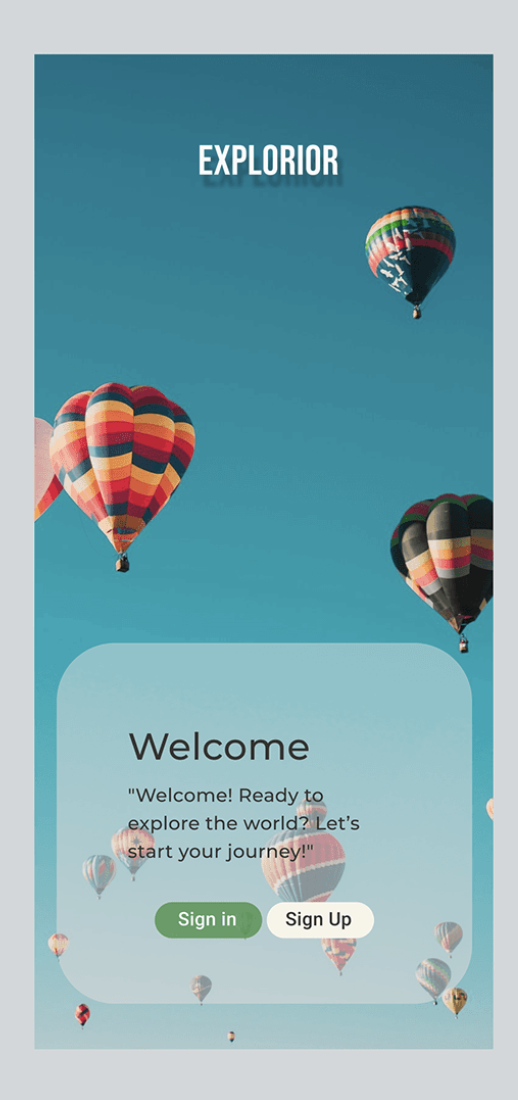 EXPLORIOR
Welcome
"Welcome! Ready to
explore the world? Let's
start your journey!"
Sign in
Sign Up